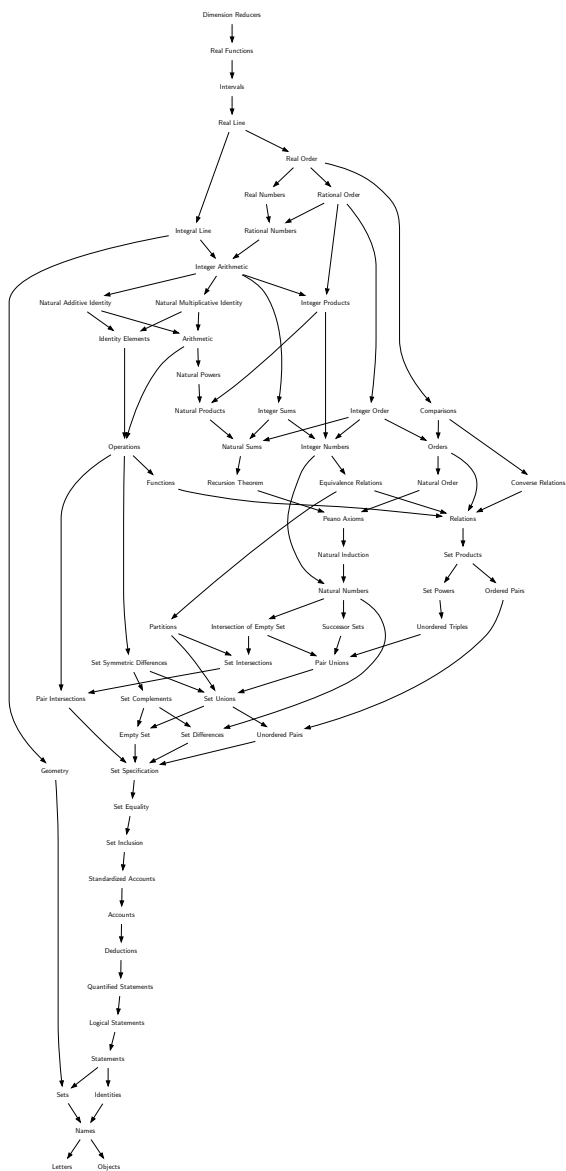 Dimension Reducers
Real Functions
Intervals
Real Line
Real Order
Real Numbers
Rational Order
Integral Line
Rational Numbers
Integer Arithmetic
Natural Additive Identity
Natural Multiplicative Identity
Integer Products
Identity Elements
Arithmetic
Natural Powers
Natural Products
Integer Sums
Integer Order
Comparisons
Operations
Natural Sums
Integer Numbers
Orders
Functions
Recursion Theorem
Equivalence Relations
Natural Order
Converse Relations
Peano Axioms
Relations
Natural Induction
Set Products
Natural Numbers
Set Powers
Ordered Pairs
Partitions
Intersection of Empty Set
Successor Sets
Unordered Triples
Set Symmetric Differences
Set Intersections
Pair Unions
Pair Intersections
Set Complements
Set Unions
Empty Set
Set Differences
Unordered Pairs
Geometry
Set Specification
Set Equality
Set Inclusion
Standardized Accounts
Accounts
Deductions
Quantified Statements
Logical Statements
Statements
Sets
Identities
Names
Letters
Objects